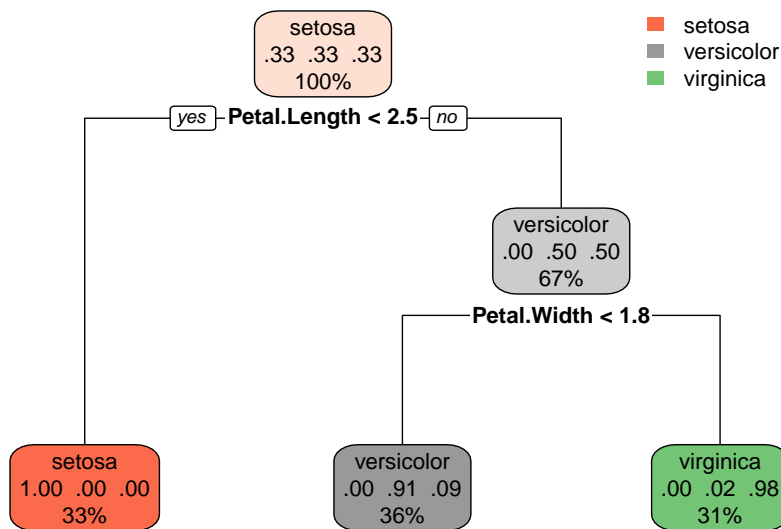 setosa
.33 .33 .33
100%
setosa
versicolor
virginica
yes Petal.Length < 2.5 no
versicolor
.00 .50 .50
67%
Petal.Width < 1.8
setosa
1.00 .00 .00
33%
versicolor
.00 .91 .09
36%
virginica
.00 .02 .98
31%